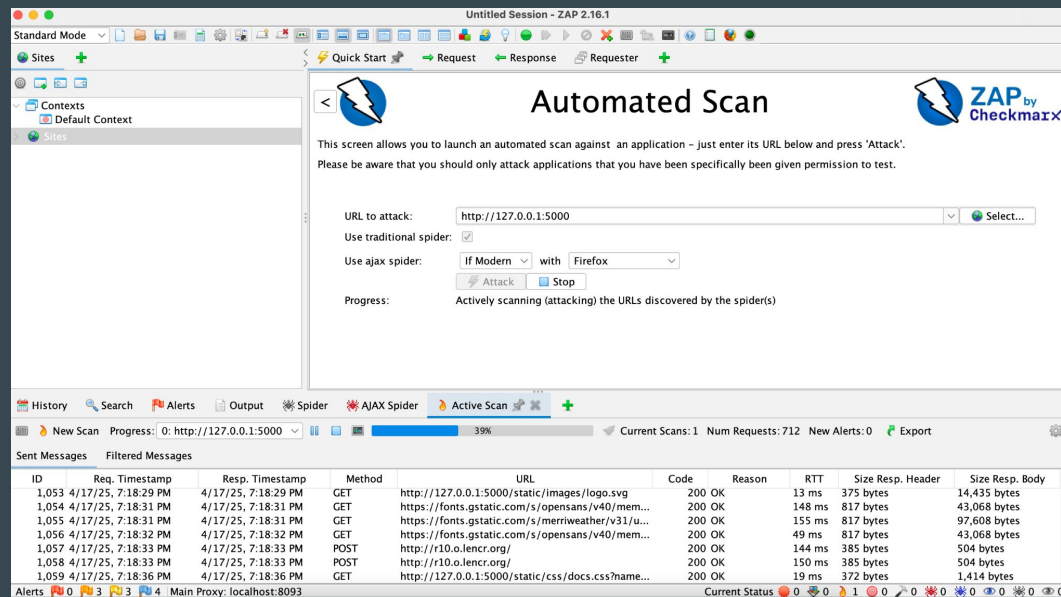 Untitled Session - ZAP 2.16.1
Standard Mode
Sites
Quick Start Request Response Requester
Contexts
Default Context
Sites
<
Automated Scan
ZAP by
Checkmarx
This screen allows you to launch an automated scan against an application – just enter its URL below and press 'Attack'.
Please be aware that you should only attack applications that you have been specifically been given permission to test.
URL to attack: http://127.0.0.1:5000 Select...
Use traditional spider:
Use ajax spider: If Modern with Firefox
Attack Stop
Progress: Actively scanning (attacking) the URLs discovered by the spider(s)
History Search Alerts Output Spider AJAX Spider Active Scan
New Scan Progress: 0: http://127.0.0.1:5000 39% Current Scans: 1 Num Requests: 712 New Alerts: 0 Export
Sent Messages Filtered Messages
ID Req. Timestamp Resp. Timestamp Method URL Code Reason RTT Size Resp. Header Size Resp. Body
1,053 4/17/25, 7:18:29 PM 4/17/25, 7:18:29 PM GET http://127.0.0.1:5000/static/images/logo.svg 200 OK 13 ms 375 bytes 14,435 bytes
1,054 4/17/25, 7:18:31 PM 4/17/25, 7:18:31 PM GET https://fonts.gstatic.com/s/opensans/v40/mem... 200 OK 148 ms 817 bytes 43,068 bytes
1,055 4/17/25, 7:18:31 PM 4/17/25, 7:18:31 PM GET https://fonts.gstatic.com/s/merriweather/v31/u... 200 OK 155 ms 817 bytes 97,608 bytes
1,056 4/17/25, 7:18:32 PM 4/17/25, 7:18:32 PM GET https://fonts.gstatic.com/s/opensans/v40/mem... 200 OK 49 ms 817 bytes 43,068 bytes
1,057 4/17/25, 7:18:33 PM 4/17/25, 7:18:33 PM POST http://r10.o.lencr.org/ 200 OK 144 ms 385 bytes 504 bytes
1,058 4/17/25, 7:18:33 PM 4/17/25, 7:18:33 PM POST http://r10.o.lencr.org/ 200 OK 150 ms 385 bytes 504 bytes
1,059 4/17/25, 7:18:36 PM 4/17/25, 7:18:36 PM GET http://127.0.0.1:5000/static/css/docs.css?name... 200 OK 19 ms 372 bytes 1,414 bytes
Alerts 0 3 3 4 Main Proxy: localhost:8093 Current Status 0 0 1 0 0 0 0 0 0